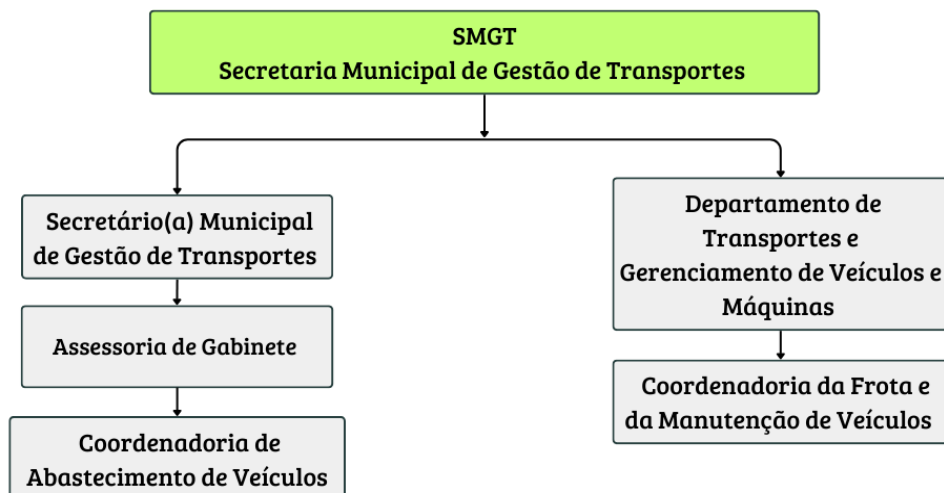 SMGT
Secretaria Municipal de Gestão de Transportes
Secretário(a) Municipal
de Gestão de Transportes
Assessoria de Gabinete
Coordenadoria de
Abastecimento de Veículos
Departamento de
Transportes e
Gerenciamento de Veículos e
Máquinas
Coordenadoria da Frota e
da Manutenção de Veículos